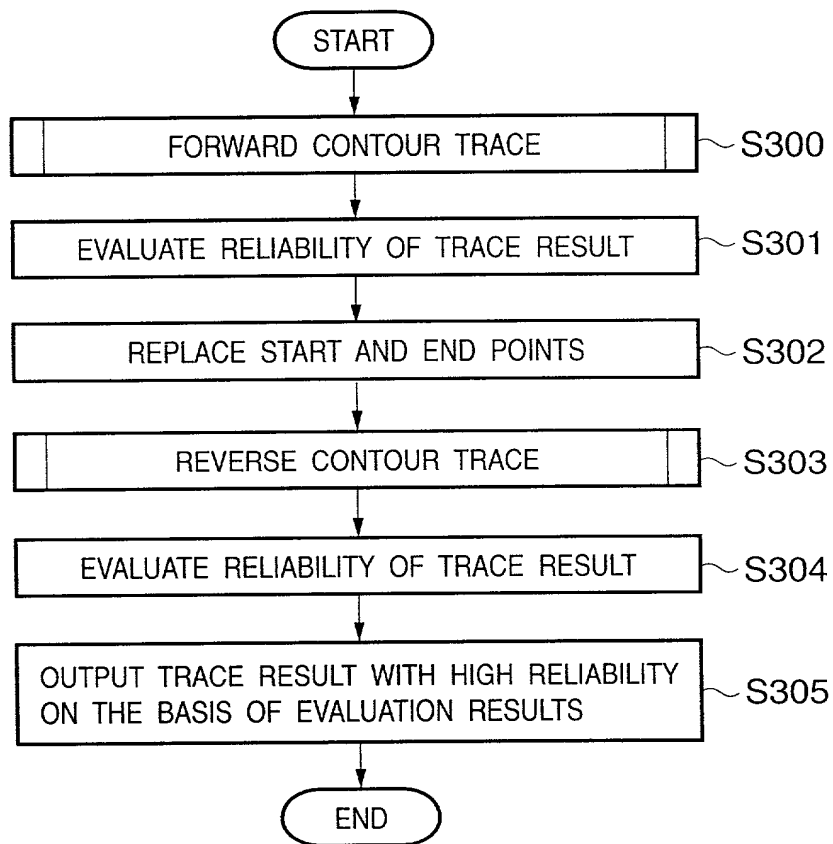 START
FORWARD CONTOUR TRACE
S300
EVALUATE RELIABILITY OF TRACE RESULT
S301
REPLACE START AND END POINTS
S302
REVERSE CONTOUR TRACE
S303
EVALUATE RELIABILITY OF TRACE RESULT
S304
OUTPUT TRACE RESULT WITH HIGH RELIABILITY
ON THE BASIS OF EVALUATION RESULTS
S305
END